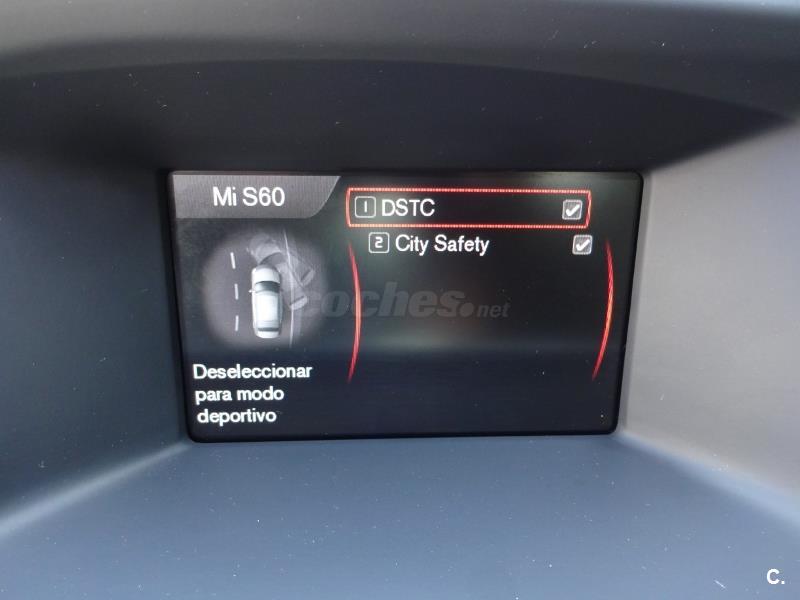 Mi S60
1 DSTC
2 City Safety
Deseleccionar
para modo
deportivo
coches.net
C.